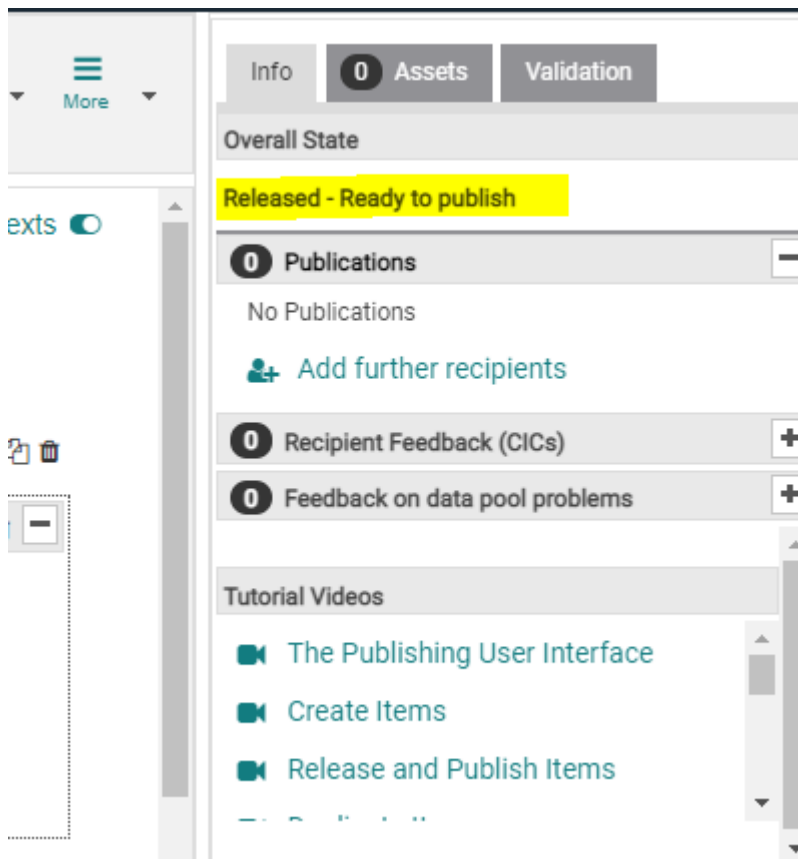 More
exts
Info
0 Assets
Validation
Overall State
Released - Ready to publish
0 Publications
No Publications
Add further recipients
0 Recipient Feedback (CICs)
0 Feedback on data pool problems
Tutorial Videos
The Publishing User Interface
Create Items
Release and Publish Items